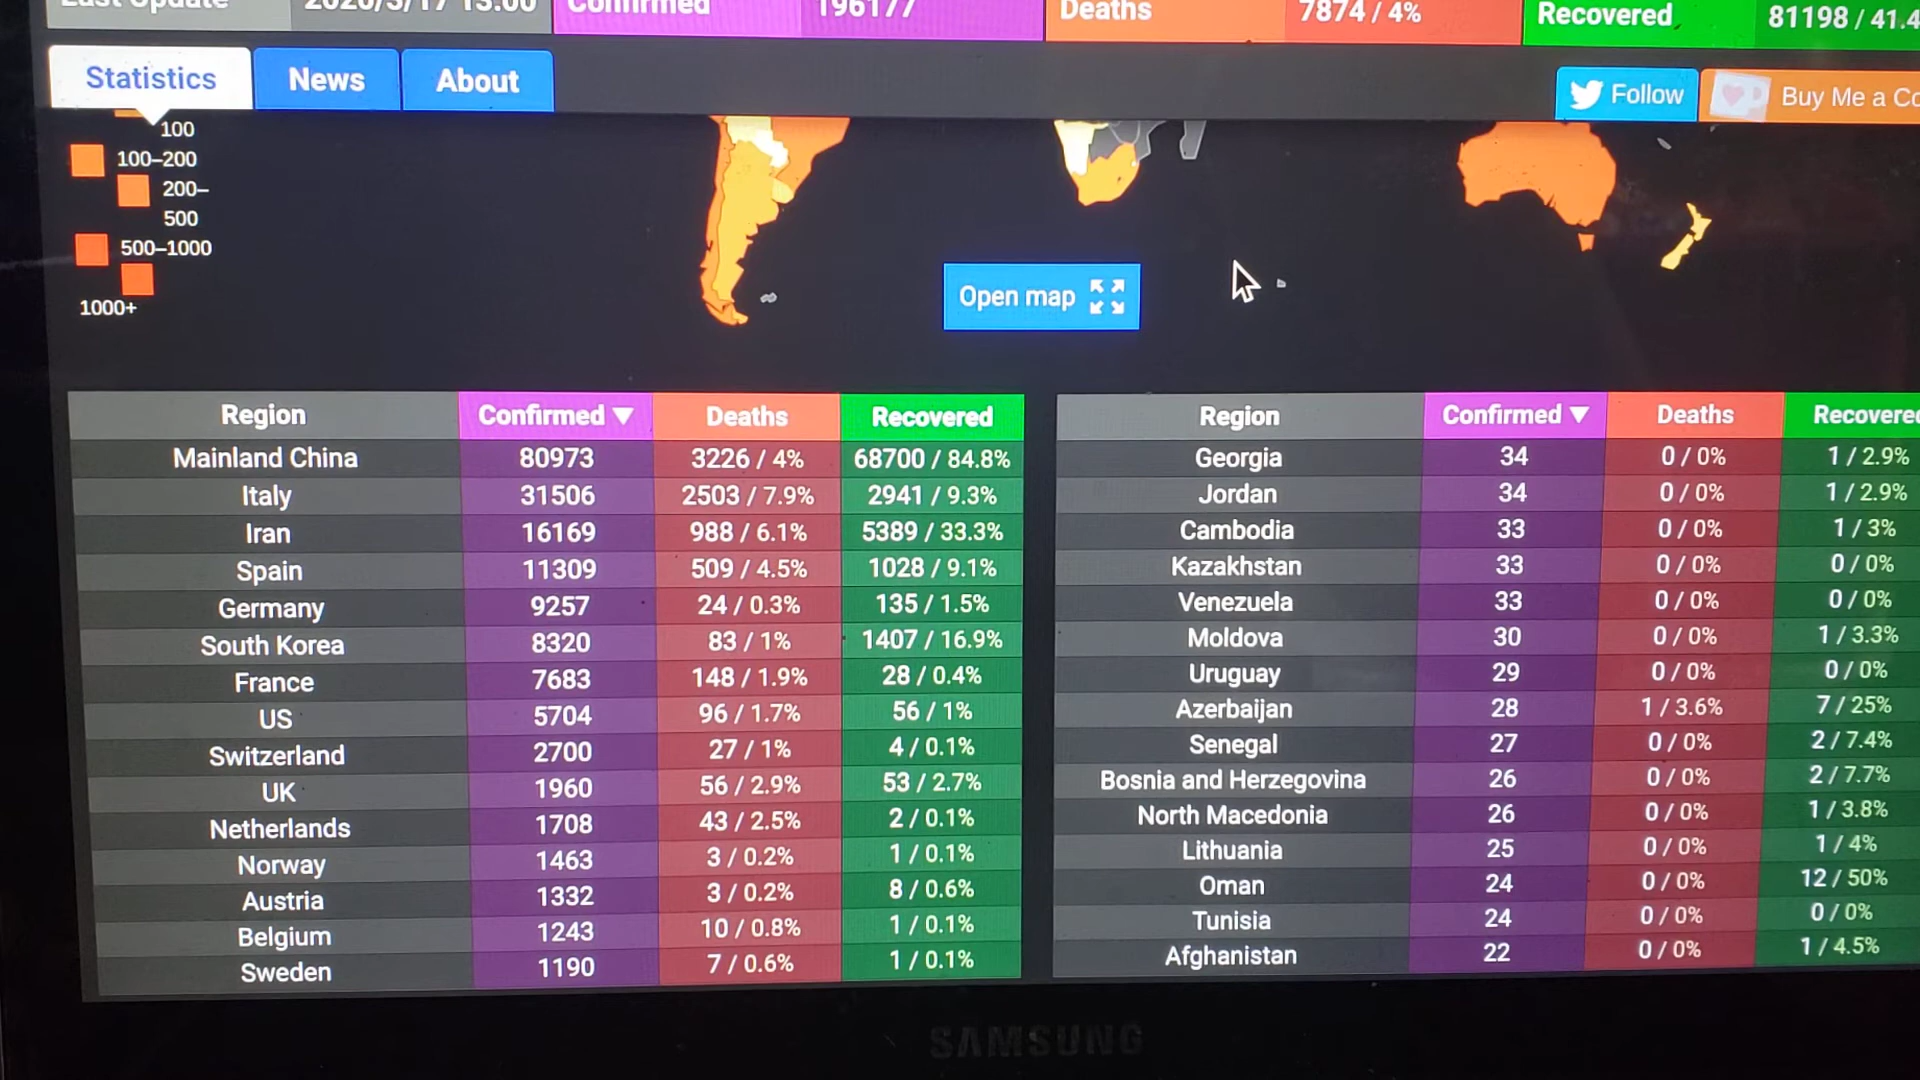 Last Update 2020/3/17 13:00 Confirmed 196177 Deaths 7874 / 4% Recovered 81198 / 41.4
Statistics News About Follow Buy Me a Co
100
100–200
200–
500
500–1000
1000+
Open map
Region Confirmed ▼ Deaths Recovered
Mainland China 80973 3226 / 4% 68700 / 84.8%
Italy 31506 2503 / 7.9% 2941 / 9.3%
Iran 16169 988 / 6.1% 5389 / 33.3%
Spain 11309 509 / 4.5% 1028 / 9.1%
Germany 9257 24 / 0.3% 135 / 1.5%
South Korea 8320 83 / 1% 1407 / 16.9%
France 7683 148 / 1.9% 28 / 0.4%
US 5704 96 / 1.7% 56 / 1%
Switzerland 2700 27 / 1% 4 / 0.1%
UK 1960 56 / 2.9% 53 / 2.7%
Netherlands 1708 43 / 2.5% 2 / 0.1%
Norway 1463 3 / 0.2% 1 / 0.1%
Austria 1332 3 / 0.2% 8 / 0.6%
Belgium 1243 10 / 0.8% 1 / 0.1%
Sweden 1190 7 / 0.6% 1 / 0.1%
Region Confirmed ▼ Deaths Recovered
Georgia 34 0 / 0% 1 / 2.9%
Jordan 34 0 / 0% 1 / 2.9%
Cambodia 33 0 / 0% 1 / 3%
Kazakhstan 33 0 / 0% 0 / 0%
Venezuela 33 0 / 0% 0 / 0%
Moldova 30 0 / 0% 1 / 3.3%
Uruguay 29 0 / 0% 0 / 0%
Azerbaijan 28 1 / 3.6% 7 / 25%
Senegal 27 0 / 0% 2 / 7.4%
Bosnia and Herzegovina 26 0 / 0% 2 / 7.7%
North Macedonia 26 0 / 0% 1 / 3.8%
Lithuania 25 0 / 0% 1 / 4%
Oman 24 0 / 0% 12 / 50%
Tunisia 24 0 / 0% 0 / 0%
Afghanistan 22 0 / 0% 1 / 4.5%
SAMSUNG